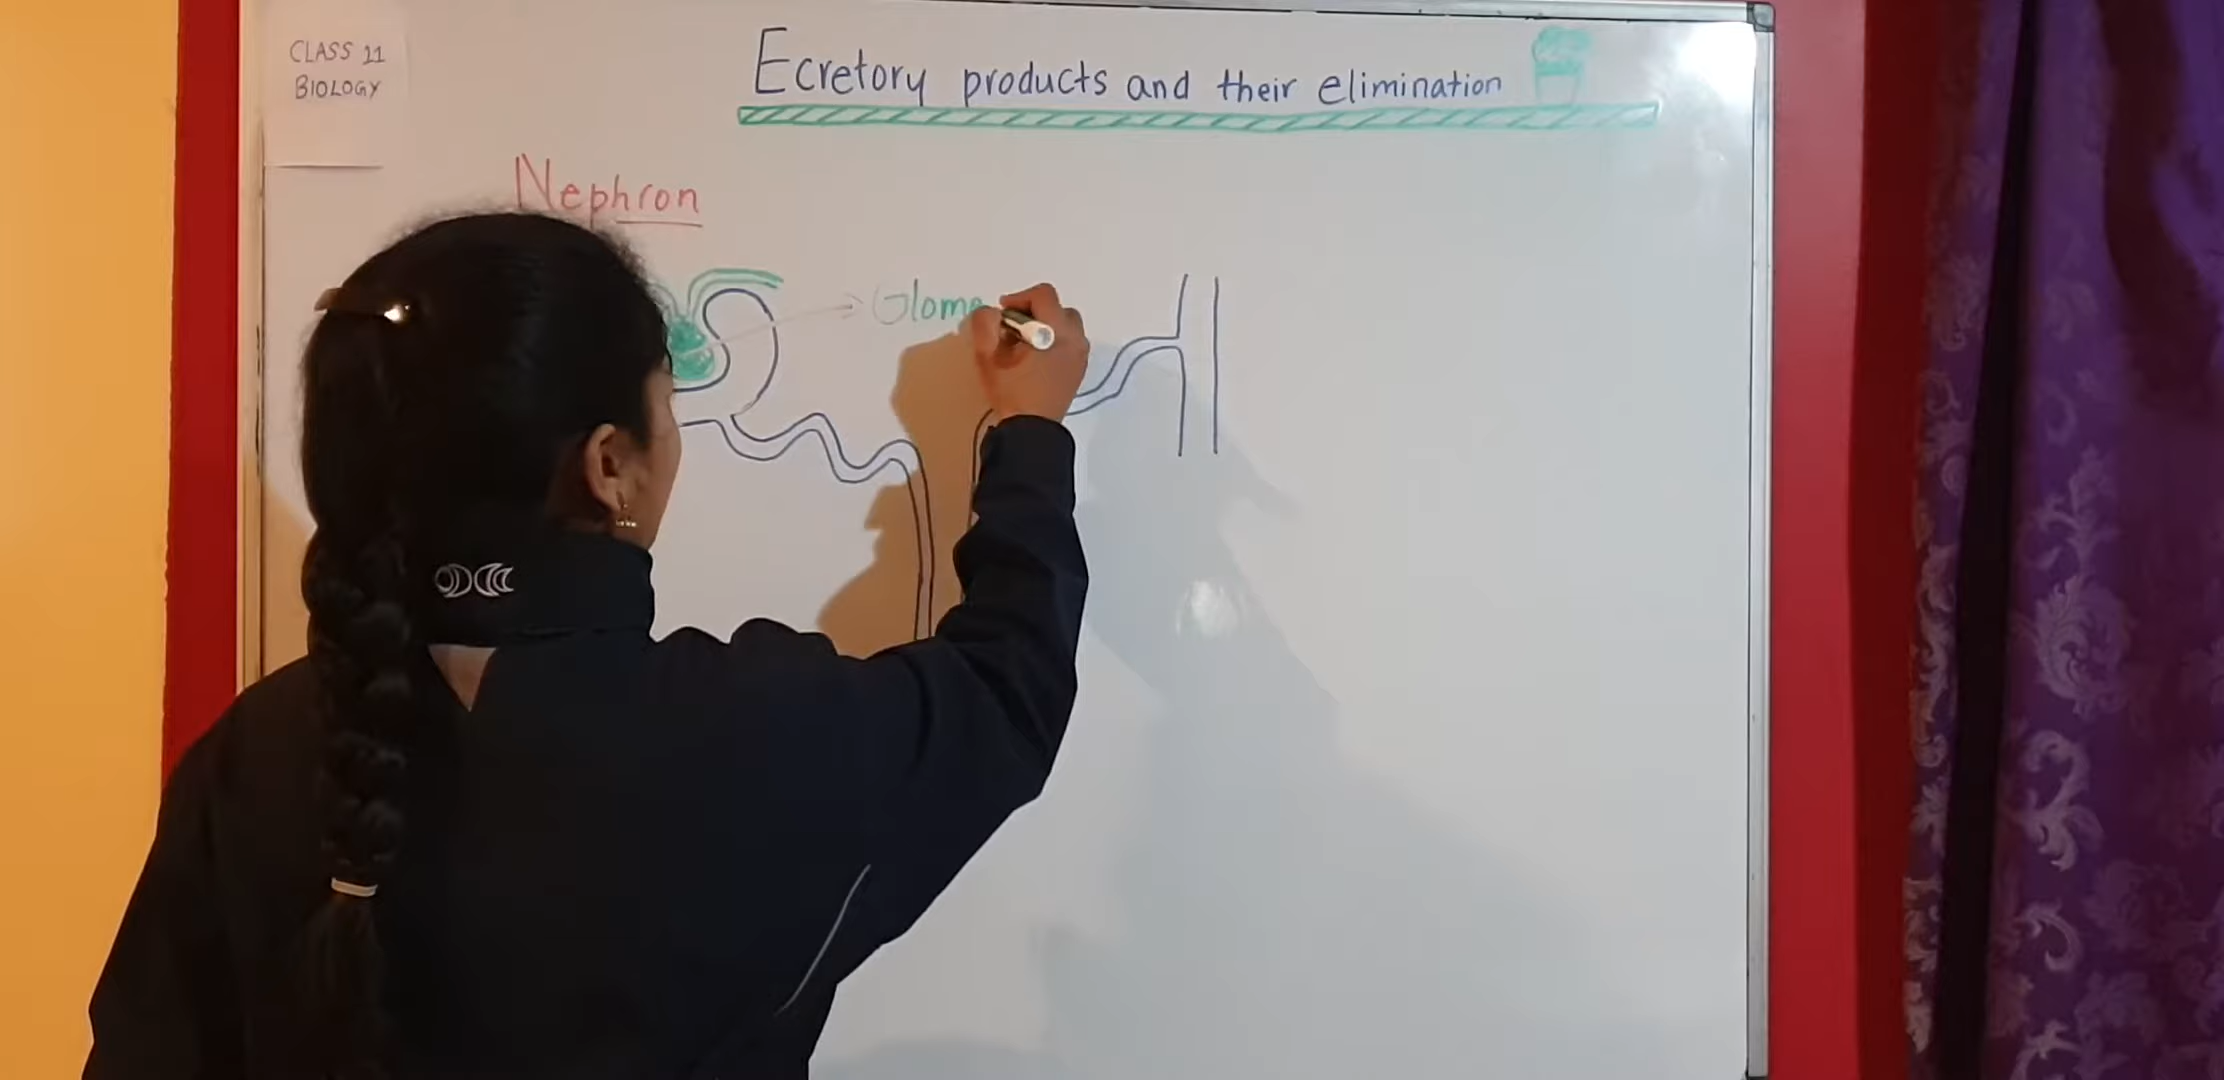 CLASS 11
BIOLOGY
Ecretory products and their elimination
Nephron
Glome